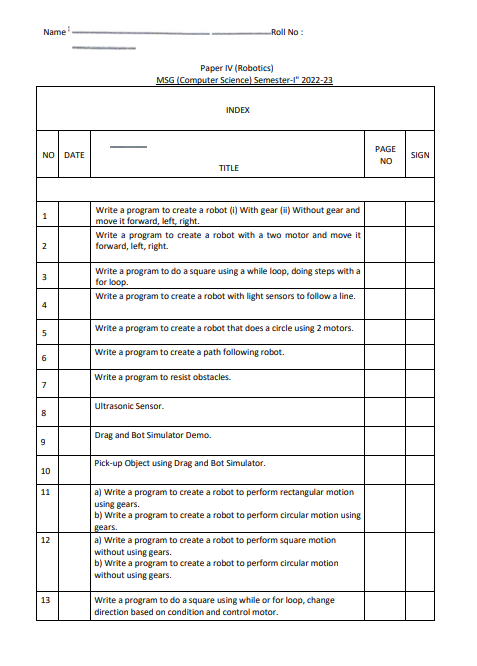 Name : Roll No :
Paper IV (Robotics)
MSG (Computer Science) Semester-I" 2022-23
INDEX
NO DATE TITLE PAGE NO SIGN
1 Write a program to create a robot (i) With gear (ii) Without gear and
move it forward, left, right.
2 Write a program to create a robot with a two motor and move it
forward, left, right.
3 Write a program to do a square using a while loop, doing steps with a
for loop.
4 Write a program to create a robot with light sensors to follow a line.
5 Write a program to create a robot that does a circle using 2 motors.
6 Write a program to create a path following robot.
7 Write a program to resist obstacles.
8 Ultrasonic Sensor.
9 Drag and Bot Simulator Demo.
10 Pick-up Object using Drag and Bot Simulator.
11 a) Write a program to create a robot to perform rectangular motion
using gears.
b) Write a program to create a robot to perform circular motion using
gears.
12 a) Write a program to create a robot to perform square motion
without using gears.
b) Write a program to create a robot to perform circular motion
without using gears.
13 Write a program to do a square using while or for loop, change
direction based on condition and control motor.